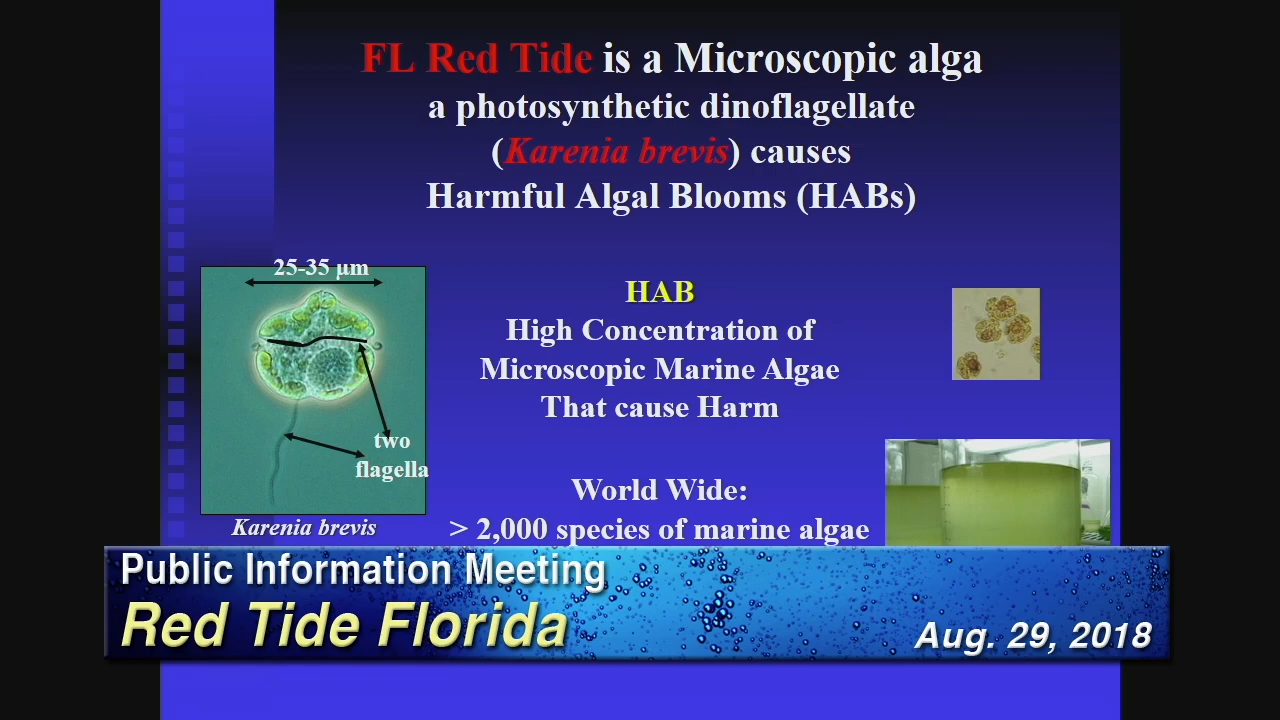 FL Red Tide is a Microscopic alga
a photosynthetic dinoflagellate
(Karenia brevis) causes
Harmful Algal Blooms (HABs)
25-35 µm
two
flagella
Karenia brevis
HAB
High Concentration of
Microscopic Marine Algae
That cause Harm
World Wide:
> 2,000 species of marine algae
Public Information Meeting
Red Tide Florida
Aug. 29, 2018